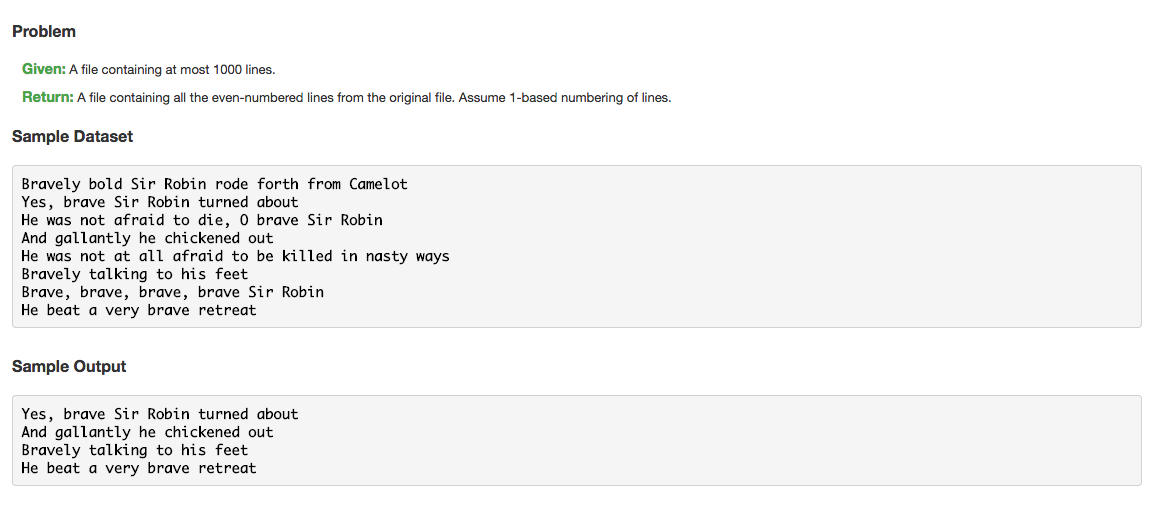 Problem
Given: A file containing at most 1000 lines.
Return: A file containing all the even-numbered lines from the original file. Assume 1-based numbering of lines.
Sample Dataset
Bravely bold Sir Robin rode forth from Camelot
Yes, brave Sir Robin turned about
He was not afraid to die, O brave Sir Robin
And gallantly he chickened out
He was not at all afraid to be killed in nasty ways
Bravely talking to his feet
Brave, brave, brave, brave Sir Robin
He beat a very brave retreat
Sample Output
Yes, brave Sir Robin turned about
And gallantly he chickened out
Bravely talking to his feet
He beat a very brave retreat